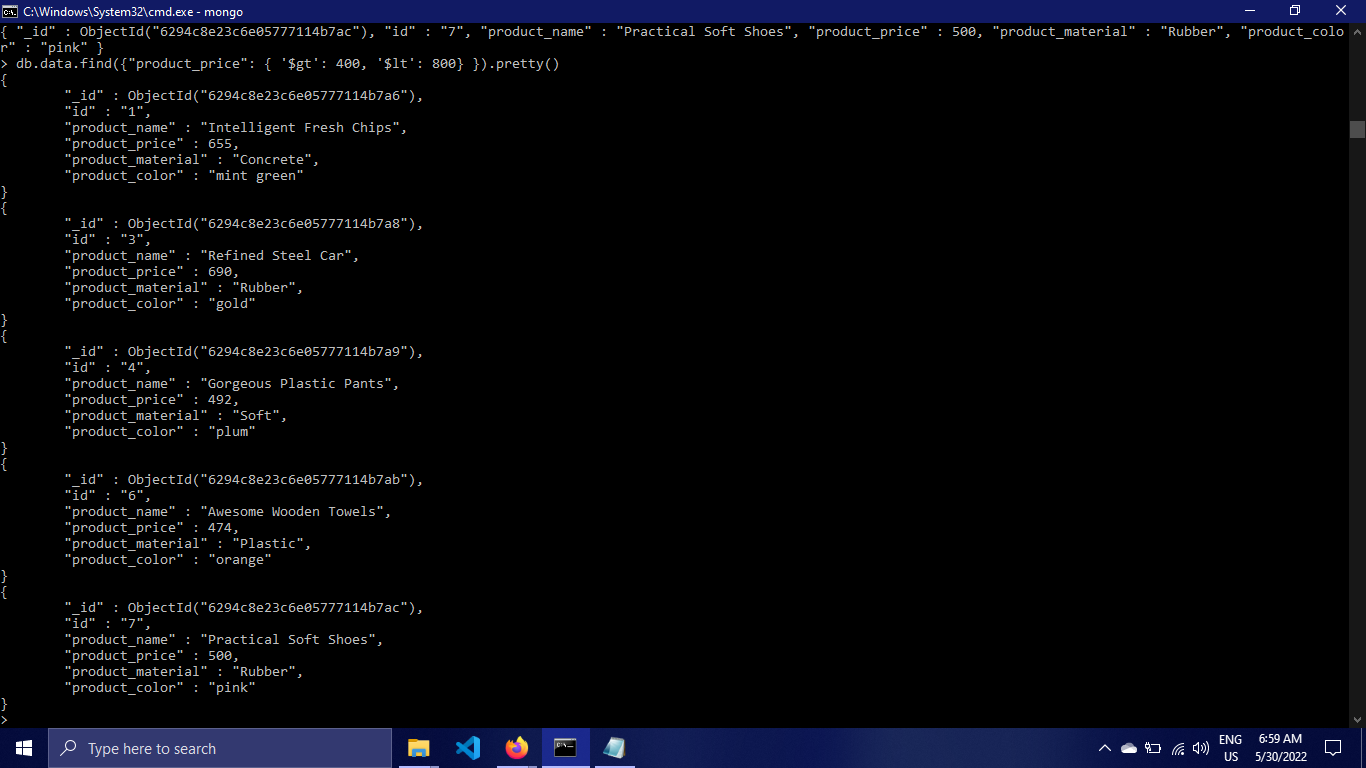 C:\Windows\System32\cmd.exe - mongo
{ "_id" : ObjectId("6294c8e23c6e05777114b7ac"), "id" : "7", "product_name" : "Practical Soft Shoes", "product_price" : 500, "product_material" : "Rubber", "product_colo
r" : "pink" }
> db.data.find({"product_price": { '$gt': 400, '$lt': 800} }).pretty()
{
        "_id" : ObjectId("6294c8e23c6e05777114b7a6"),
        "id" : "1",
        "product_name" : "Intelligent Fresh Chips",
        "product_price" : 655,
        "product_material" : "Concrete",
        "product_color" : "mint green"
}
{
        "_id" : ObjectId("6294c8e23c6e05777114b7a8"),
        "id" : "3",
        "product_name" : "Refined Steel Car",
        "product_price" : 690,
        "product_material" : "Rubber",
        "product_color" : "gold"
}
{
        "_id" : ObjectId("6294c8e23c6e05777114b7a9"),
        "id" : "4",
        "product_name" : "Gorgeous Plastic Pants",
        "product_price" : 492,
        "product_material" : "Soft",
        "product_color" : "plum"
}
{
        "_id" : ObjectId("6294c8e23c6e05777114b7ab"),
        "id" : "6",
        "product_name" : "Awesome Wooden Towels",
        "product_price" : 474,
        "product_material" : "Plastic",
        "product_color" : "orange"
}
{
        "_id" : ObjectId("6294c8e23c6e05777114b7ac"),
        "id" : "7",
        "product_name" : "Practical Soft Shoes",
        "product_price" : 500,
        "product_material" : "Rubber",
        "product_color" : "pink"
}
>
Type here to search
ENG
US
6:59 AM
5/30/2022